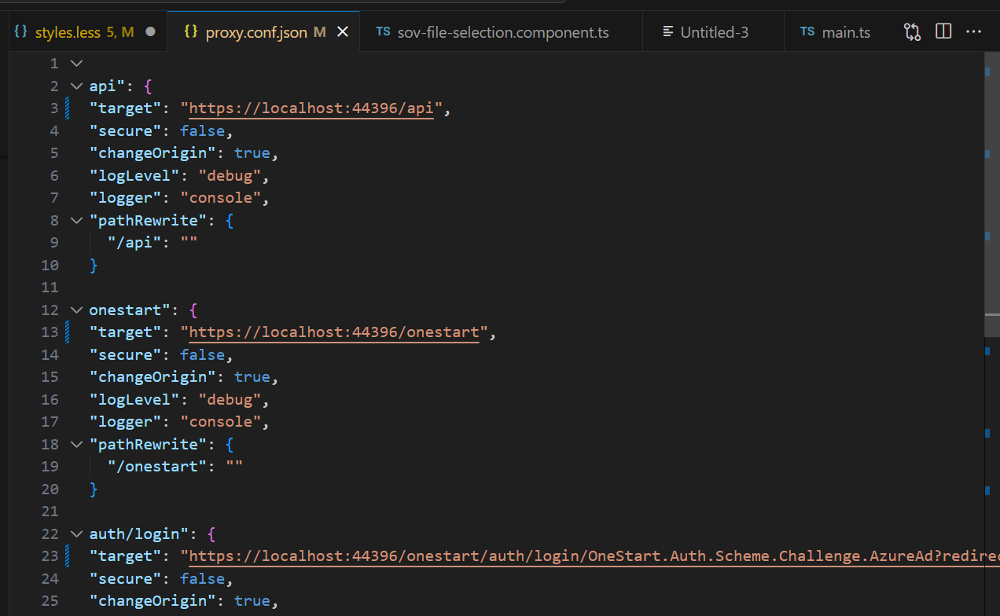 {} styles.less 5, M ● {} proxy.conf.json M × TS sov-file-selection.component.ts Untitled-3 TS main.ts ···
1
2 api": {
3 "target": "https://localhost:44396/api",
4 "secure": false,
5 "changeOrigin": true,
6 "logLevel": "debug",
7 "logger": "console",
8 "pathRewrite": {
9 "/api": ""
10 }
11
12 onestart": {
13 "target": "https://localhost:44396/onestart",
14 "secure": false,
15 "changeOrigin": true,
16 "logLevel": "debug",
17 "logger": "console",
18 "pathRewrite": {
19 "/onestart": ""
20 }
21
22 auth/login": {
23 "target": "https://localhost:44396/onestart/auth/login/OneStart.Auth.Scheme.Challenge.AzureAd?redirec
24 "secure": false,
25 "changeOrigin": true,